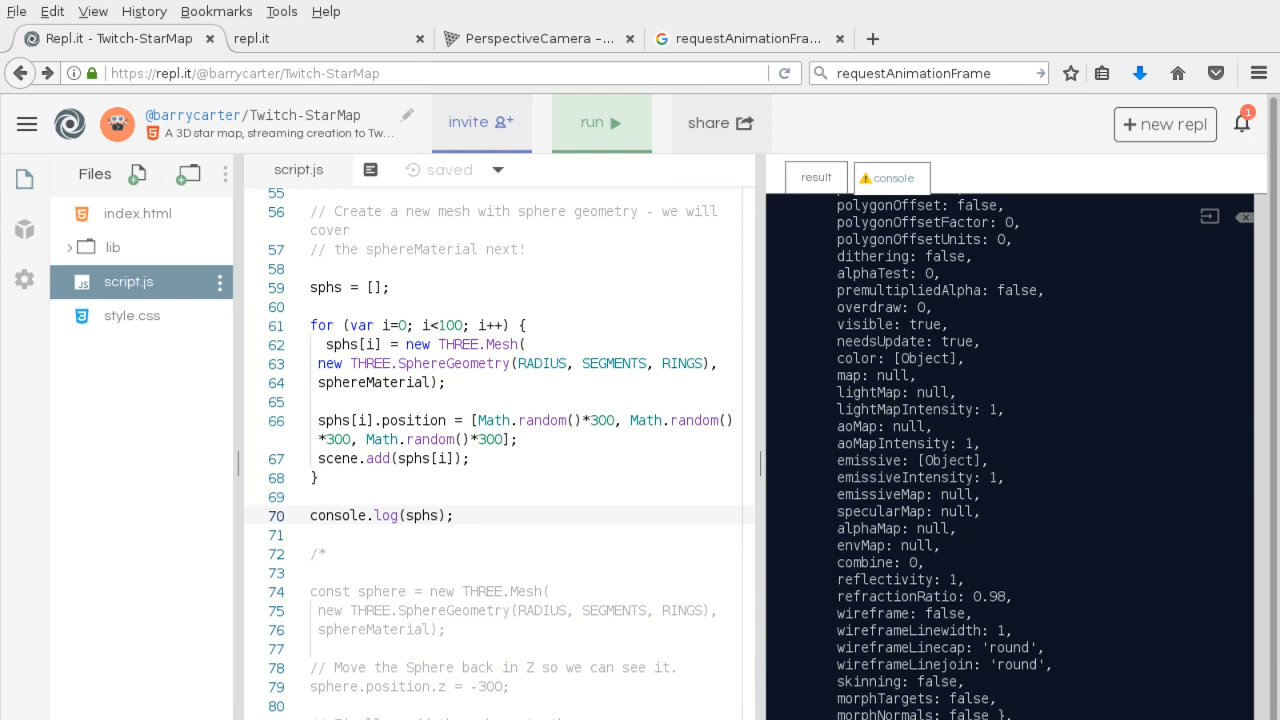 File Edit View History Bookmarks Tools Help
Repl.it - Twitch-StarMap × repl.it × PerspectiveCamera -... × requestAnimationFra... × +
https://repl.it/@barrycarter/Twitch-StarMap requestAnimationFrame
@barrycarter/Twitch-StarMap
A 3D star map, streaming creation to Tw...
invite run share + new repl 1
Files script.js saved result console
index.html
lib
script.js
style.css
55
56 // Create a new mesh with sphere geometry - we will
cover
57 // the sphereMaterial next!
58
59 sphs = [];
60
61 for (var i=0; i<100; i++) {
62 sphs[i] = new THREE.Mesh(
63 new THREE.SphereGeometry(RADIUS, SEGMENTS, RINGS),
64 sphereMaterial);
65
66 sphs[i].position = [Math.random()*300, Math.random()
*300, Math.random()*300];
67 scene.add(sphs[i]);
68 }
69
70 console.log(sphs);
71
72 /*
73
74 const sphere = new THREE.Mesh(
75 new THREE.SphereGeometry(RADIUS, SEGMENTS, RINGS),
76 sphereMaterial);
77
78 // Move the Sphere back in Z so we can see it.
79 sphere.position.z = -300;
80
polygonOffset: false,
polygonOffsetFactor: 0,
polygonOffsetUnits: 0,
dithering: false,
alphaTest: 0,
premultipliedAlpha: false,
overdraw: 0,
visible: true,
needsUpdate: true,
color: [Object],
map: null,
lightMap: null,
lightMapIntensity: 1,
aoMap: null,
aoMapIntensity: 1,
emissive: [Object],
emissiveIntensity: 1,
emissiveMap: null,
specularMap: null,
alphaMap: null,
envMap: null,
combine: 0,
reflectivity: 1,
refractionRatio: 0.98,
wireframe: false,
wireframeLinewidth: 1,
wireframeLinecap: 'round',
wireframeLinejoin: 'round',
skinning: false,
morphTargets: false,
morphNormals: false },